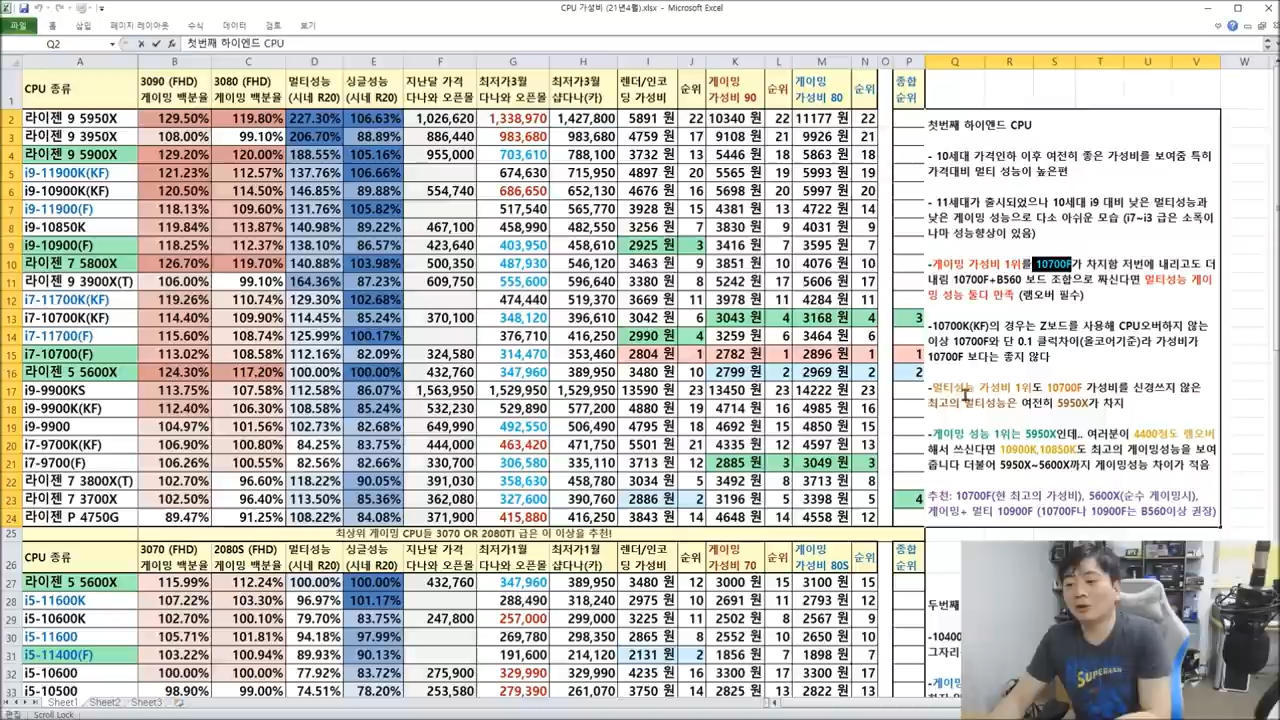 CPU 가성비 (21년4월).xlsx - Microsoft Excel
파일 홈 삽입 페이지 레이아웃 수식 데이터 검토 보기
Q2 첫번째 하이엔드 CPU
A B C D E F G H I J K L M N O P Q R S T U V W
1 CPU 종류 3090 (FHD) 게이밍 백분율 3080 (FHD) 게이밍 백분율 멀티성능 (시네 R20) 싱글성능 (시네 R20) 지난달 가격 다나와 오픈몰 최저가3월 다나와 오픈몰 최저가3월 샵다나(카) 렌더/인코딩 가성비 순위 게이밍 가성비 90 순위 게이밍 가성비 80 순위 종합 순위
2 라이젠 9 5950X 129.50% 119.80% 227.30% 106.63% 1,026,620 1,338,970 1,427,800 5891 원 22 10340 원 22 11177 원 22
3 라이젠 9 3950X 108.00% 99.10% 206.70% 88.89% 886,440 983,680 983,680 4759 원 17 9108 원 21 9926 원 21
4 라이젠 9 5900X 129.20% 120.00% 188.55% 105.16% 955,000 703,610 788,100 3732 원 13 5446 원 18 5863 원 18
5 i9-11900K(KF) 121.23% 112.57% 137.76% 106.66% 674,630 715,950 4897 원 20 5565 원 19 5993 원 19
6 i9-10900K(KF) 120.50% 114.50% 146.85% 89.88% 554,740 686,650 652,130 4676 원 16 5698 원 20 5997 원 20
7 i9-11900(F) 118.13% 109.60% 131.76% 105.82% 517,540 565,770 3928 원 15 4381 원 13 4722 원 14
8 i9-10850K 119.84% 113.87% 140.98% 89.22% 467,100 458,990 482,550 3256 원 7 3830 원 9 4031 원 9
9 i9-10900(F) 118.25% 112.37% 138.10% 86.57% 423,640 403,950 458,610 2925 원 3 3416 원 7 3595 원 7
10 라이젠 7 5800X 126.70% 119.70% 140.88% 103.98% 500,350 487,930 546,120 3463 원 9 3851 원 10 4076 원 10
11 라이젠 9 3900X(T) 106.00% 99.10% 164.36% 87.23% 609,750 555,600 596,640 3380 원 8 5242 원 17 5606 원 17
12 i7-11700K(KF) 119.26% 110.74% 129.30% 102.68% 474,440 519,370 3669 원 11 3978 원 11 4284 원 11
13 i7-10700K(KF) 114.40% 109.90% 114.45% 85.24% 370,100 348,120 396,610 3042 원 6 3043 원 4 3168 원 4 3
14 i7-11700(F) 115.60% 108.74% 125.99% 100.17% 376,710 416,250 2990 원 4 3259 원 6 3464 원 6
15 i7-10700(F) 113.02% 108.58% 112.16% 82.09% 324,580 314,470 353,460 2804 원 1 2782 원 1 2896 원 1 1
16 라이젠 5 5600X 124.30% 117.20% 100.00% 100.00% 432,760 347,960 389,950 3480 원 10 2799 원 2 2969 원 2 2
17 i9-9900KS 113.75% 107.58% 112.58% 86.07% 1,563,950 1,529,950 1,529,950 13590 원 23 13450 원 23 14222 원 23
18 i9-9900K(KF) 112.40% 106.30% 108.58% 85.24% 532,230 529,890 577,200 4880 원 19 4714 원 16 4985 원 16
19 i9-9900 104.97% 101.56% 102.73% 82.68% 499,950 492,550 506,490 4795 원 18 4692 원 15 4850 원 15
20 i7-9700K(KF) 106.90% 100.80% 84.25% 83.75% 444,000 463,420 471,750 5501 원 21 4335 원 12 4597 원 13
21 i7-9700(F) 106.26% 100.55% 82.56% 82.66% 330,700 306,580 335,110 3713 원 12 2885 원 3 3049 원 3
22 라이젠 7 3800X(T) 102.70% 96.60% 118.22% 90.05% 391,030 358,630 458,780 3034 원 5 3492 원 8 3713 원 8
23 라이젠 7 3700X 102.50% 96.40% 113.50% 85.36% 362,080 327,600 390,760 2886 원 2 3196 원 5 3398 원 5 4
24 라이젠 P 4750G 89.47% 91.25% 108.22% 84.08% 371,900 415,880 416,250 3843 원 14 4648 원 14 4558 원 12
25 최상위 게이밍 CPU들 3070 OR 2080TI 급은 이 이상을 추천!
26 CPU 종류 3070 (FHD) 게이밍 백분율 2080S (FHD) 게이밍 백분율 멀티성능 (시네 R20) 싱글성능 (시네 R20) 지난달 가격 다나와 오픈몰 최저가1월 다나와 오픈몰 최저가1월 샵다나(카) 렌더/인코딩 가성비 순위 게이밍 가성비 70 순위 게이밍 가성비 80S 순위 종합 순위
27 라이젠 5 5600X 115.99% 112.24% 100.00% 100.00% 432,760 347,960 389,950 3480 원 12 3000 원 15 3100 원 15
28 i5-11600K 107.22% 103.30% 96.97% 101.17% 288,490 318,240 2975 원 10 2691 원 11 2793 원 12
29 i5-10600K 102.70% 100.10% 79.70% 83.75% 247,800 257,000 299,000 3225 원 11 2502 원 8 2567 원 9
30 i5-11600 105.71% 101.81% 94.18% 97.99% 269,780 298,350 2865 원 8 2552 원 10 2650 원 10
31 i5-11400(F) 103.22% 100.94% 89.93% 90.13% 191,600 214,120 2131 원 2 1856 원 7 1898 원 7
32 i5-10600 100.00% 100.00% 77.92% 83.72% 275,900 329,990 329,990 4235 원 16 3300 원 17 3300 원 17
33 i5-10500 98.90% 99.00% 74.51% 78.20% 253,580 279,390 261,070 3750 원 14 2825 원 13 2822 원 13
첫번째 하이엔드 CPU
- 10세대 가격인하 이후 여전히 좋은 가성비를 보여줌 특히
가격대비 멀티 성능이 높은편
- 11세대가 출시되었으나 10세대 i9 대비 낮은 멀티성능과
낮은 게이밍 성능으로 다소 아쉬운 모습 (i7~i3 급은 소폭이
나마 성능향상이 있음)
-게이밍 가성비 1위를 10700F가 차지함 저번에 내리고도 더
내림 10700F+B560 보드 조합으로 짜신다면 멀티성능 게이
밍 성능 둘다 만족 (램오버 필수)
-10700K(KF)의 경우는 Z보드를 사용해 CPU오버하지 않는
이상 10700F와 단 0.1 클럭차이(올코어기준)라 가성비가
10700F 보다는 좋지 않다
-멀티성능 가성비 1위도 10700F 가성비를 신경쓰지 않은
최고의 멀티성능은 여전히 5950X가 차지
-게이밍 성능 1위는 5950X인데.. 여러분이 4400정도 램오버
해서 쓰신다면 10900K,10850K도 최고의 게이밍성능을 보여
줍니다 더불어 5950X~5600X까지 게이밍성능 차이가 적음
추천: 10700F(현 최고의 가성비), 5600X(순수 게이밍시),
게이밍+ 멀티 10900F (10700F나 10900F는 B560이상 권장)
두번째
-10400
그자리
SUPERMAN
Sheet1 Sheet2 Sheet3
편집 Scroll Lock